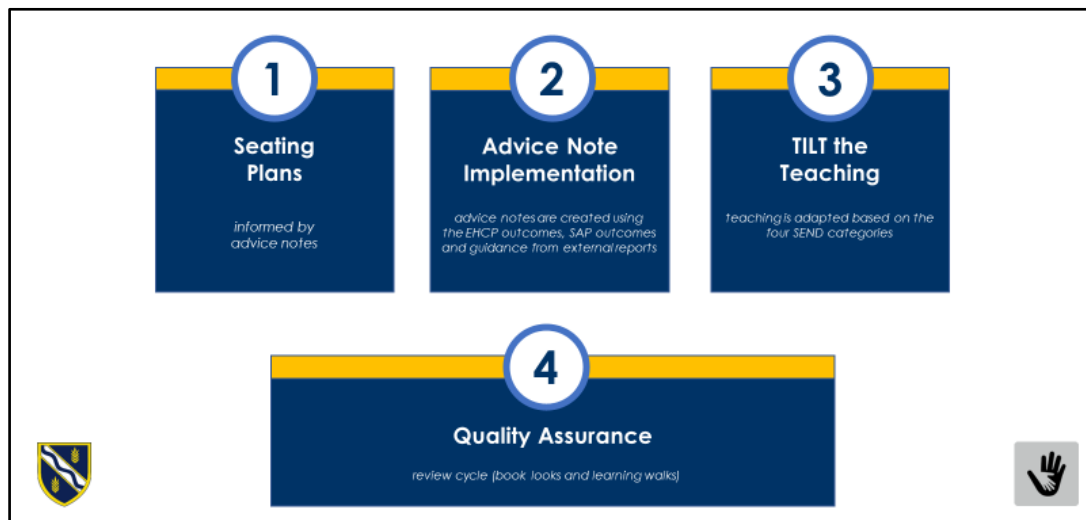 1
Seating
Plans
informed by
advice notes
2
Advice Note
Implementation
advice notes are created using
the EHCP outcomes, SAP outcomes
and guidance from external reports
3
TILT the
Teaching
teaching is adapted based on the
four SEND categories
4
Quality Assurance
review cycle (book looks and learning walks)